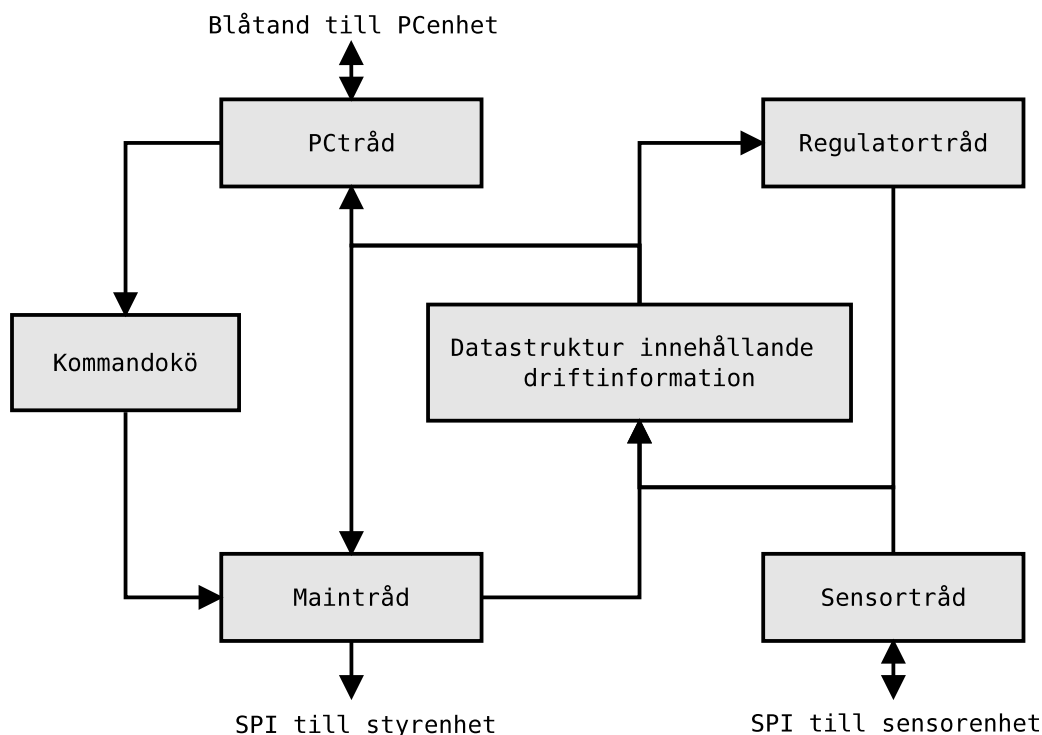 Blåtand till PCenhet
PCtråd
Regulatortråd
Kommandokö
Datastruktur innehållande
driftinformation
Maintråd
Sensortråd
SPI till styrenhet
SPI till sensorenhet